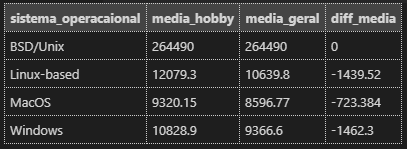 sistema_operacaional media_hobby media_geral diff_media
BSD/Unix 264490 264490 0
Linux-based 12079.3 10639.8 -1439.52
MacOS 9320.15 8596.77 -723.384
Windows 10828.9 9366.6 -1462.3